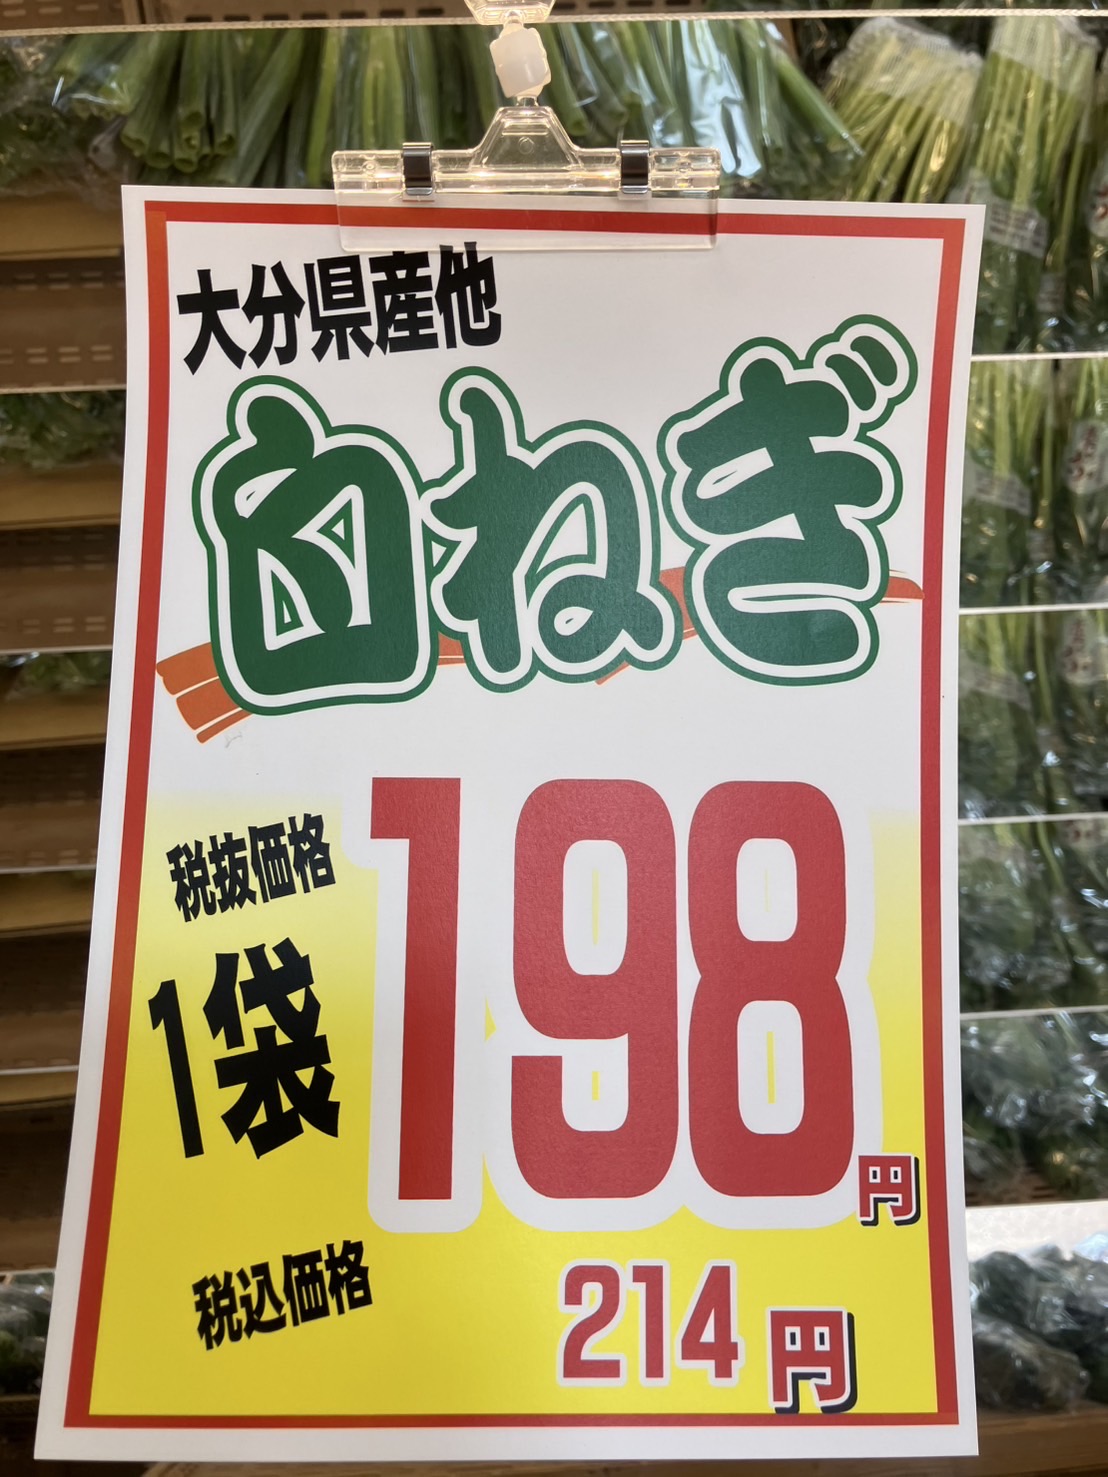 大分県産他
白ねぎ
税抜価格
1袋
198円
税込価格
214円